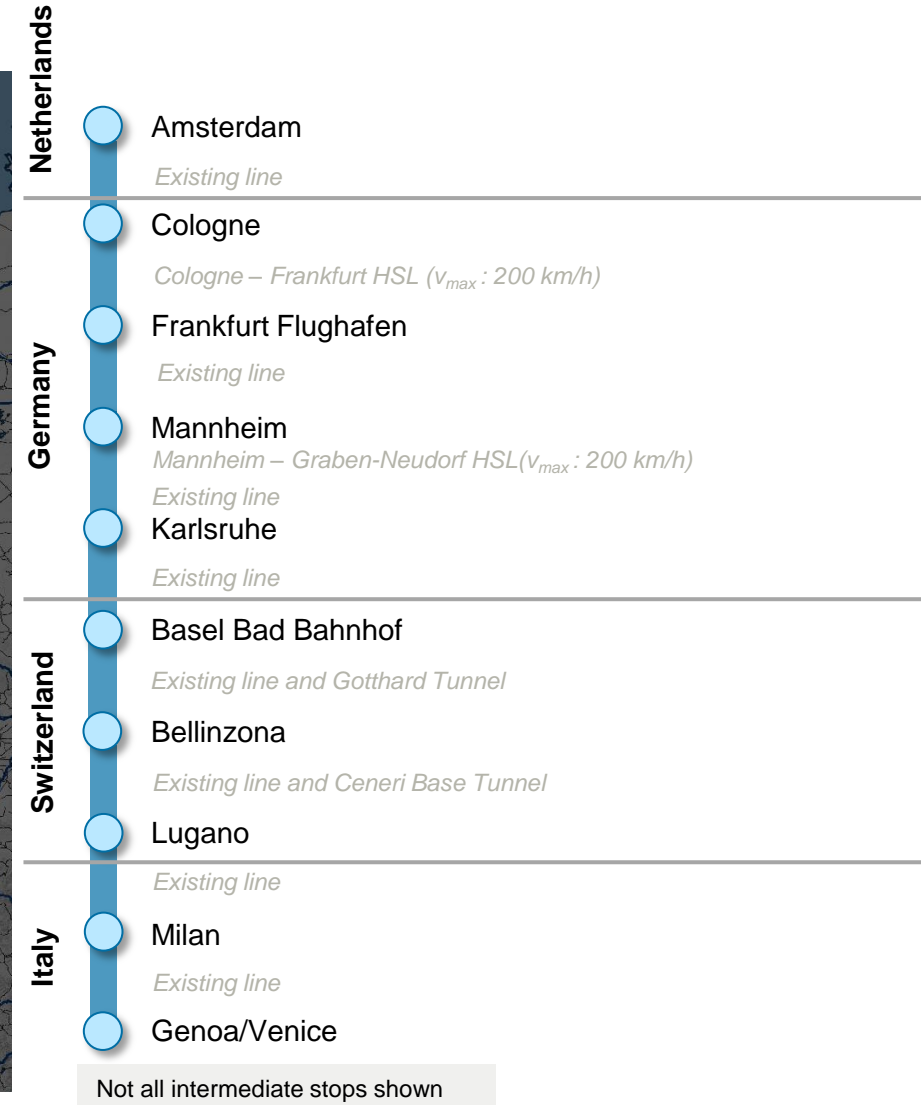 Netherlands
Amsterdam
Existing line
Germany
Cologne
Cologne – Frankfurt HSL (vmax : 200 km/h)
Frankfurt Flughafen
Existing line
Mannheim
Mannheim – Graben-Neudorf HSL(vmax : 200 km/h)
Existing line
Karlsruhe
Existing line
Switzerland
Basel Bad Bahnhof
Existing line and Gotthard Tunnel
Bellinzona
Existing line and Ceneri Base Tunnel
Lugano
Italy
Existing line
Milan
Existing line
Genoa/Venice
Not all intermediate stops shown